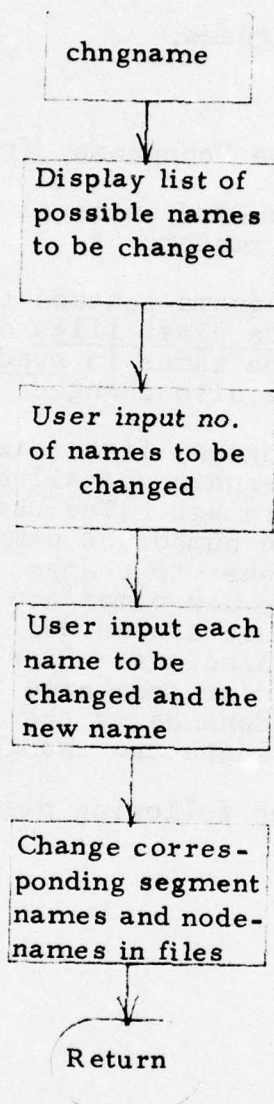 chngname
Display list of
possible names
to be changed
User input no.
of names to be
changed
User input each
name to be
changed and the
new name
Change corres-
ponding segment
names and node-
names in files
Return